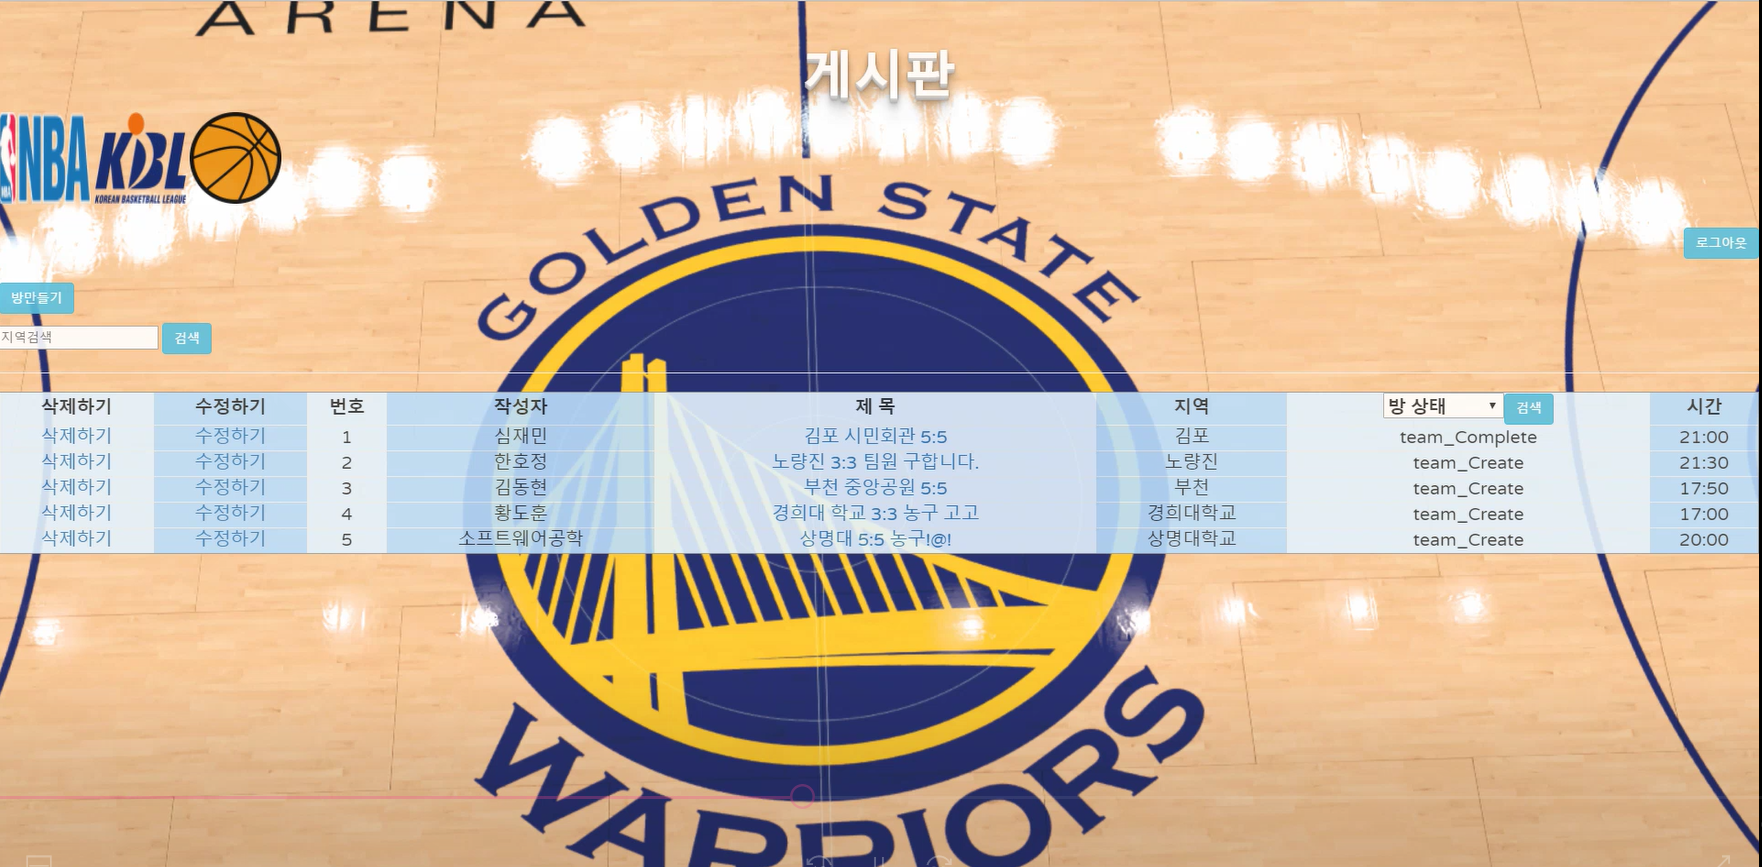 ARENA
게시판
NBA KBL
NBA
KOREAN BASKETBALL LEAGUE
GOLDEN STATE
로그아웃
방만들기
지역검색 검색
삭제하기 수정하기 번호 작성자 제 목 지역 방 상태 검색 시간
삭제하기 수정하기 1 심재민 김포 시민회관 5:5 김포 team_Complete 21:00
삭제하기 수정하기 2 한호정 노량진 3:3 팀원 구합니다. 노량진 team_Create 21:30
삭제하기 수정하기 3 김동현 부천 중앙공원 5:5 부천 team_Create 17:50
삭제하기 수정하기 4 황도훈 경희대 학교 3:3 농구 고고 경희대학교 team_Create 17:00
삭제하기 수정하기 5 소프트웨어공학 상명대 5:5 농구!@! 상명대학교 team_Create 20:00
WARRIORS